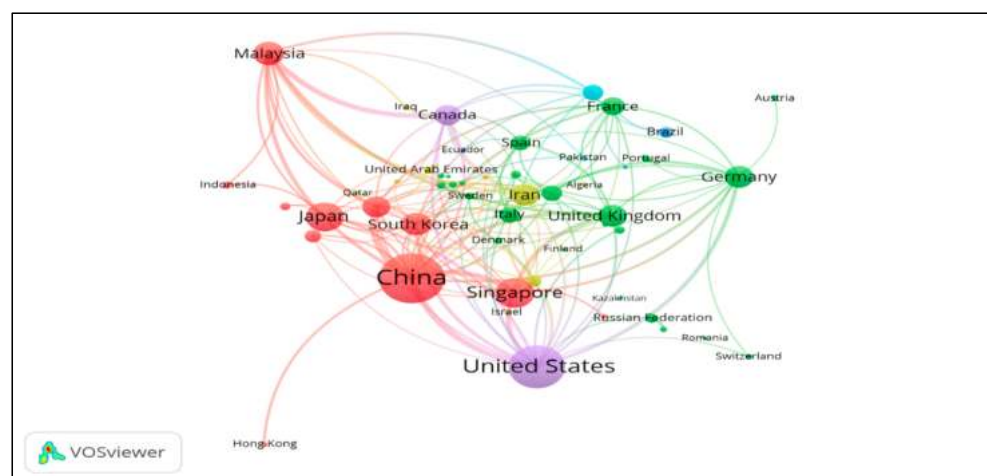 Malaysia
Austria
Iraq
France
Canada
Brazil
Spain
Ecuador
Pakistan
Portugal
United Arab Emirates
Germany
Indonesia
Qatar
Sweden
Iran
Algeria
Japan
South Korea
Italy
United Kingdom
Denmark
Finland
China
Singapore
Kazakhstan
Israel
Russian Federation
Romania
Switzerland
United States
Hong Kong
VOSviewer